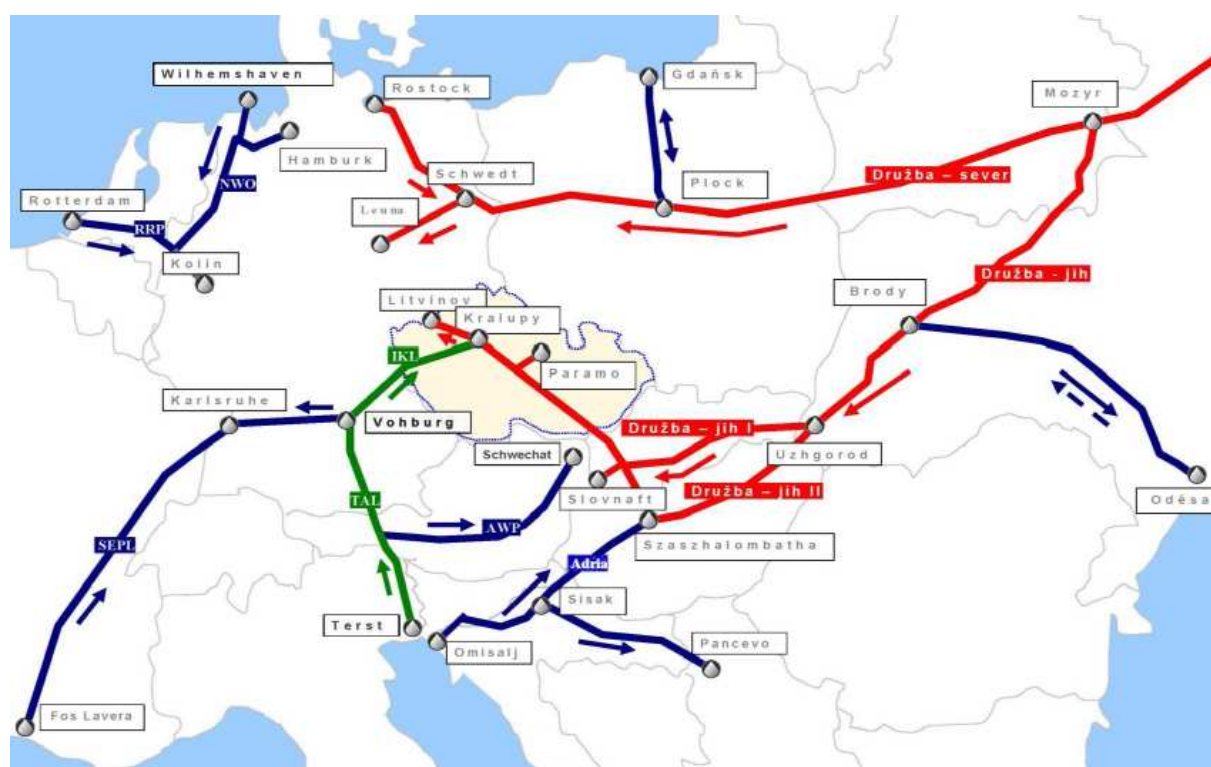 Wilhemshaven
Rostock
Gdańsk
Mozyr
Hamburk
NWO
Schwedt
Plock
Družba – sever
Rotterdam
RRP
Leuna
Kolin
Družba - jih
Brody
Litvinov
Kralupy
IKL
Paramo
Karlsruhe
Vohburg
Družba – jih I
Schwechat
Uzhgorod
Slovnaft
Družba – jih II
Oděsa
TAL
AWP
SEPL
Szaszhalombatha
Adria
Sisak
Terst
Omisalj
Pancevo
Fos Lavera